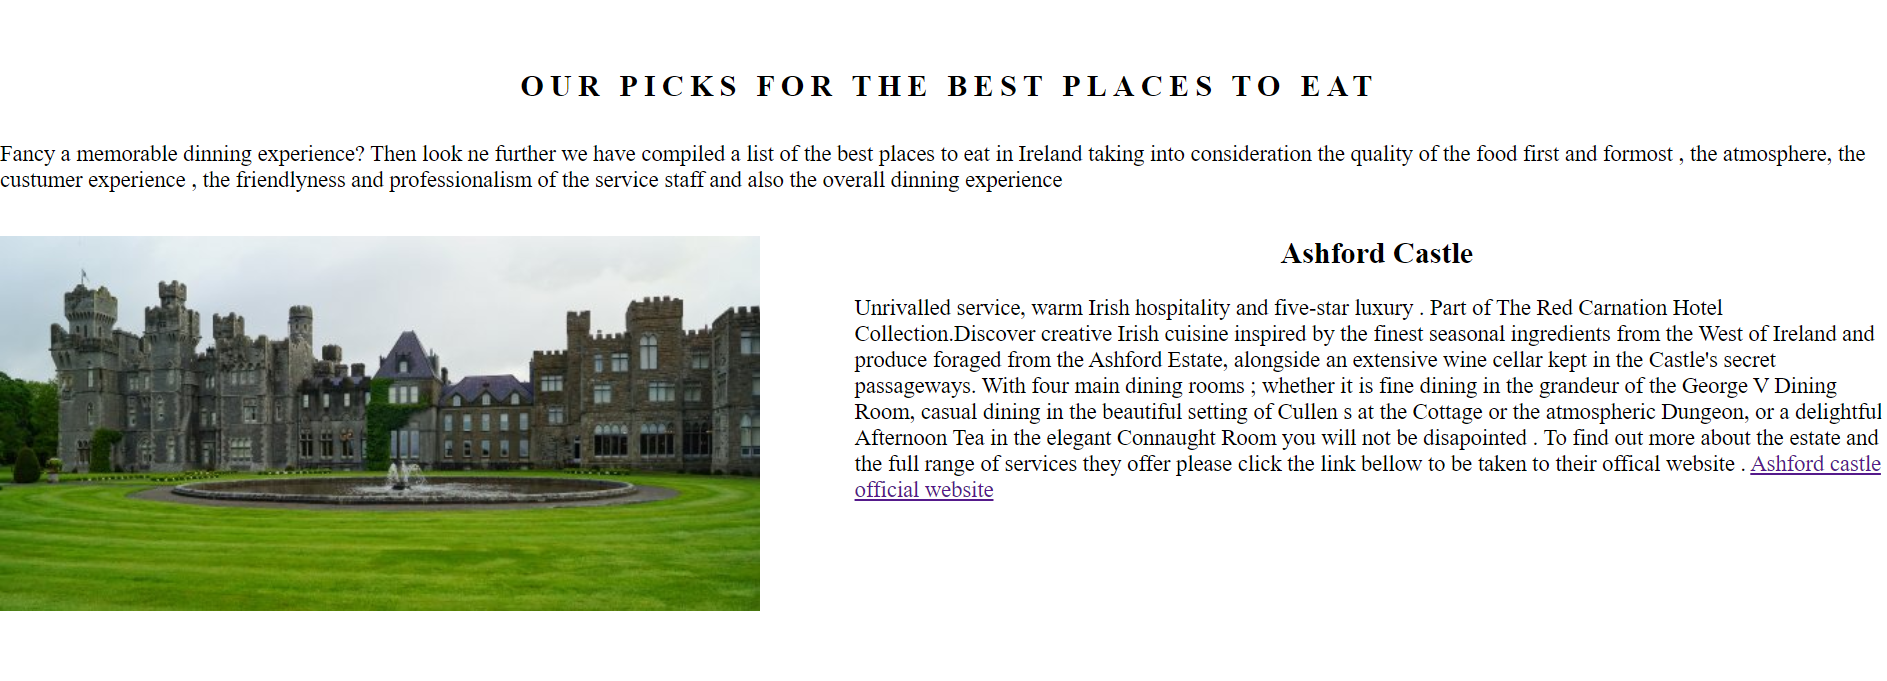 OUR PICKS FOR THE BEST PLACES TO EAT
Fancy a memorable dinning experience? Then look ne further we have compiled a list of the best places to eat in Ireland taking into consideration the quality of the food first and formost , the atmosphere, the
custumer experience , the friendlyness and professionalism of the service staff and also the overall dinning experience
Ashford Castle
Unrivalled service, warm Irish hospitality and five-star luxury . Part of The Red Carnation Hotel
Collection.Discover creative Irish cuisine inspired by the finest seasonal ingredients from the West of Ireland and
produce foraged from the Ashford Estate, alongside an extensive wine cellar kept in the Castle's secret
passageways. With four main dining rooms ; whether it is fine dining in the grandeur of the George V Dining
Room, casual dining in the beautiful setting of Cullen s at the Cottage or the atmospheric Dungeon, or a delightful
Afternoon Tea in the elegant Connaught Room you will not be disapointed . To find out more about the estate and
the full range of services they offer please click the link bellow to be taken to their offical website . Ashford castle
official website